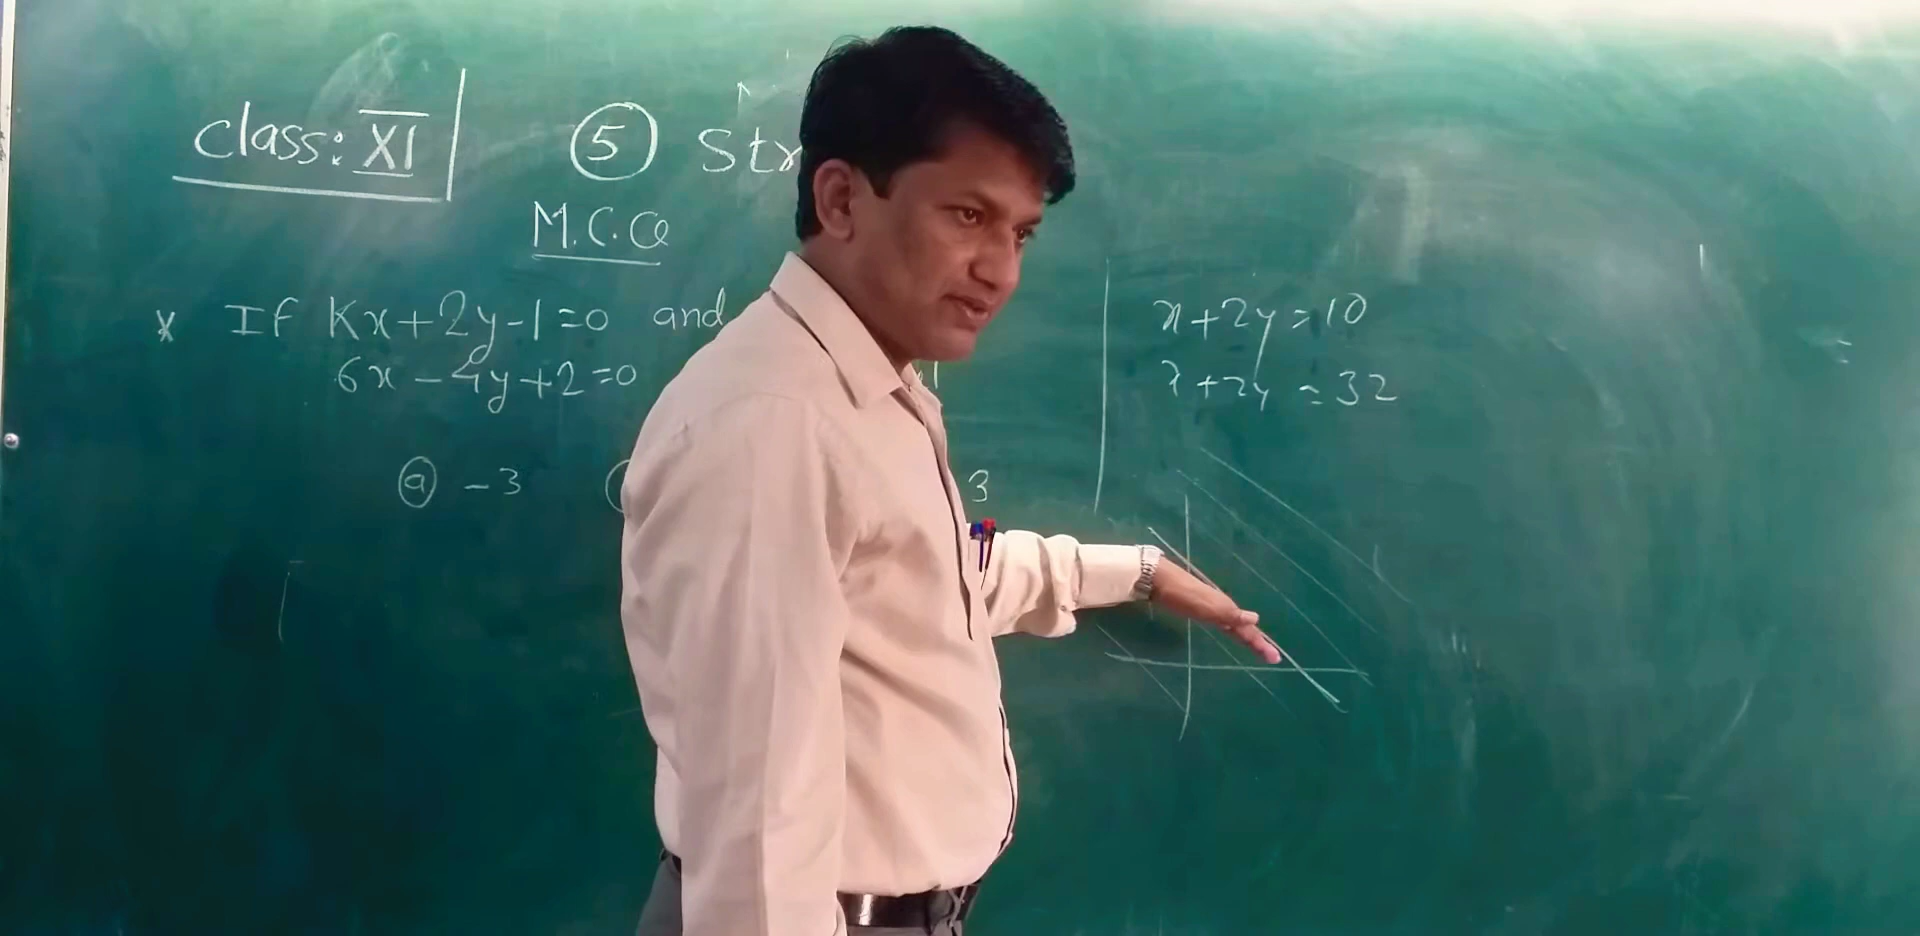 class: XI
5 Str
M.C.Q
* If Kx+2y-1=0 and
6x-4y+2=0
a -3
3
x+2y=10
x+2y=32